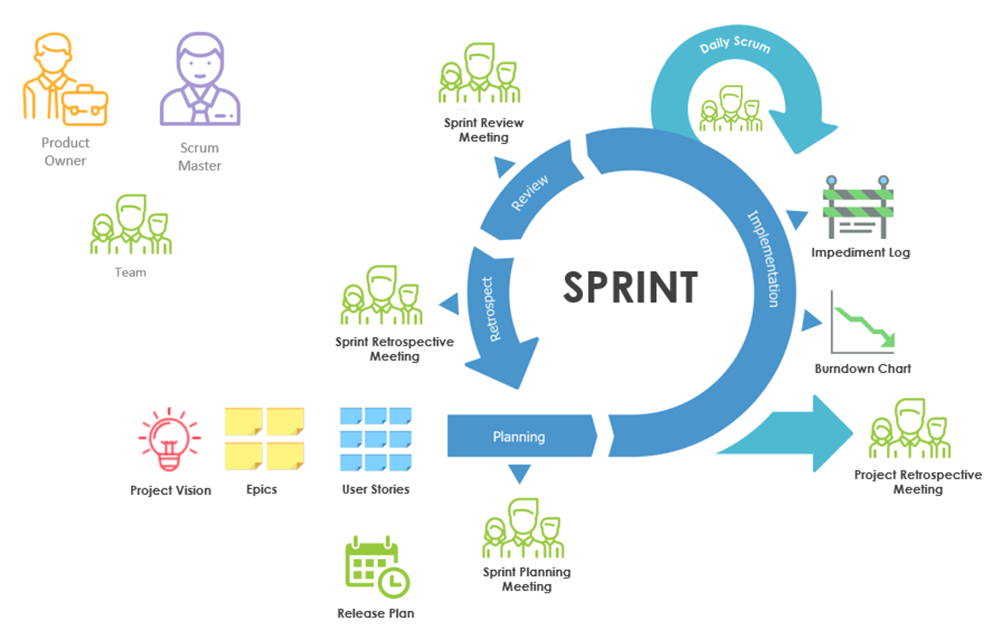 Product
Owner
Scrum
Master
Team
Sprint Review
Meeting
Daily Scrum
Review
Implementation
Impediment Log
SPRINT
Retrospect
Sprint Retrospective
Meeting
Burndown Chart
Planning
Project Vision
Epics
User Stories
Project Retrospective
Meeting
Sprint Planning
Meeting
Release Plan